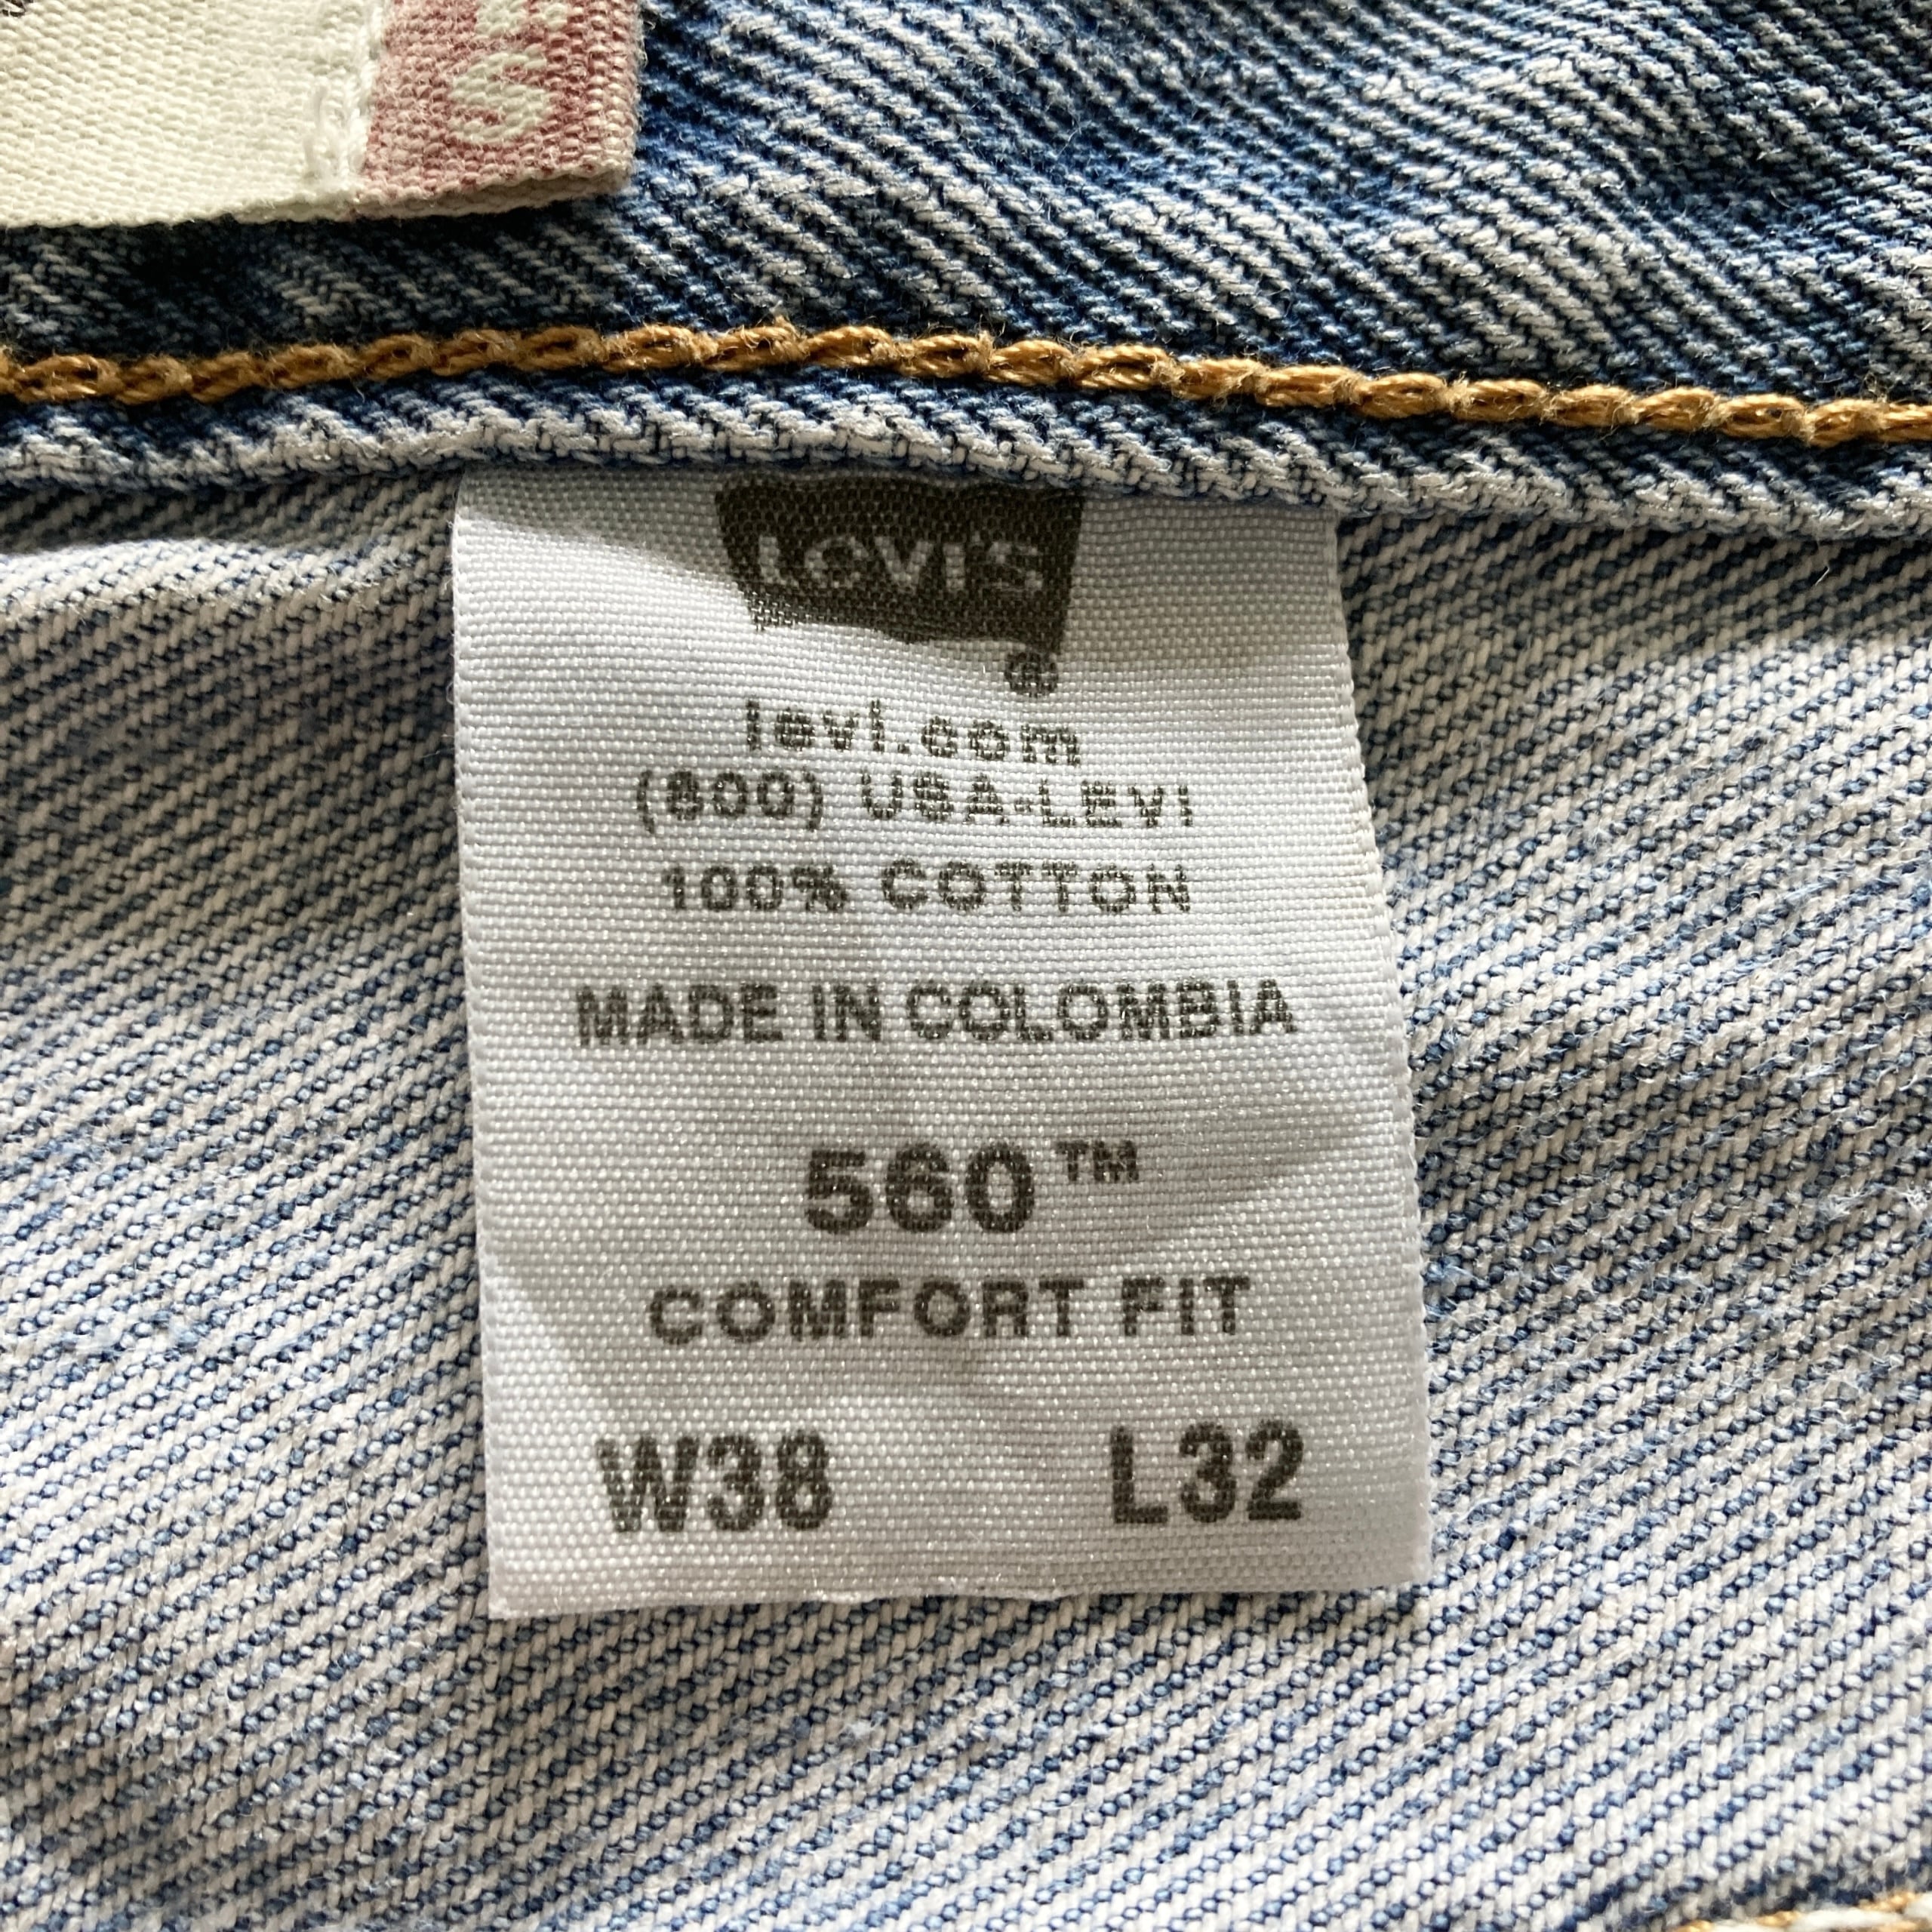 Levi's
®
levi.com
(800) USA-LEVI
100% COTTON
MADE IN COLOMBIA
560™
COMFORT FIT
W38 L32